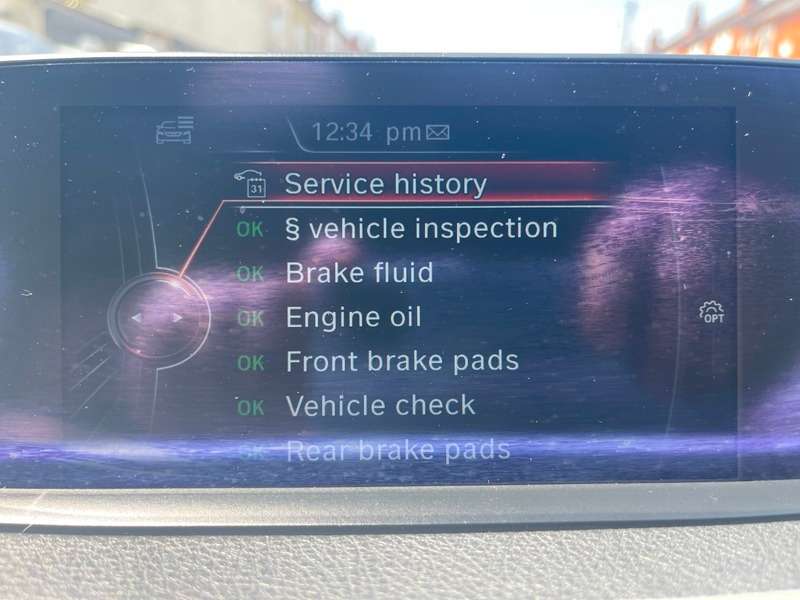 12:34 pm
31 Service history
OK § vehicle inspection
OK Brake fluid
OK Engine oil
OPT
OK Front brake pads
OK Vehicle check
OK Rear brake pads